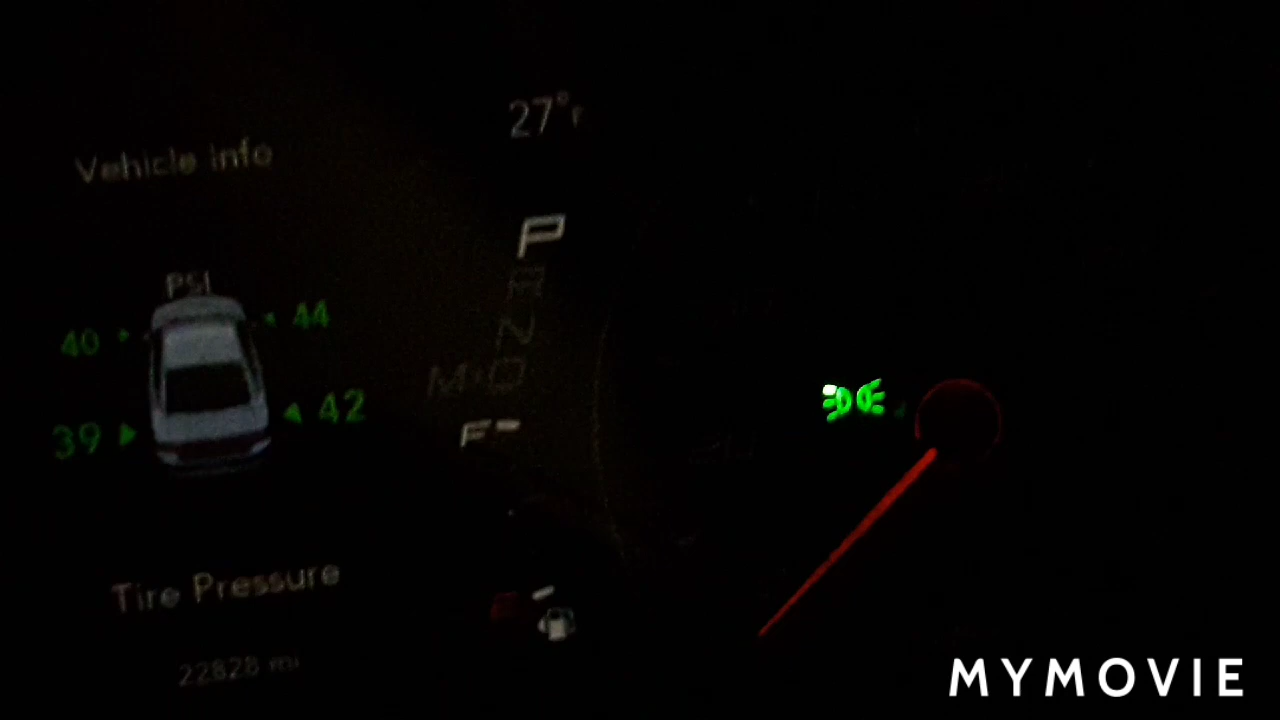 27°F
Vehicle Info
P
R
N
M+D
PSI
40
44
39
42
F
Tire Pressure
22828 mi
MYMOVIE